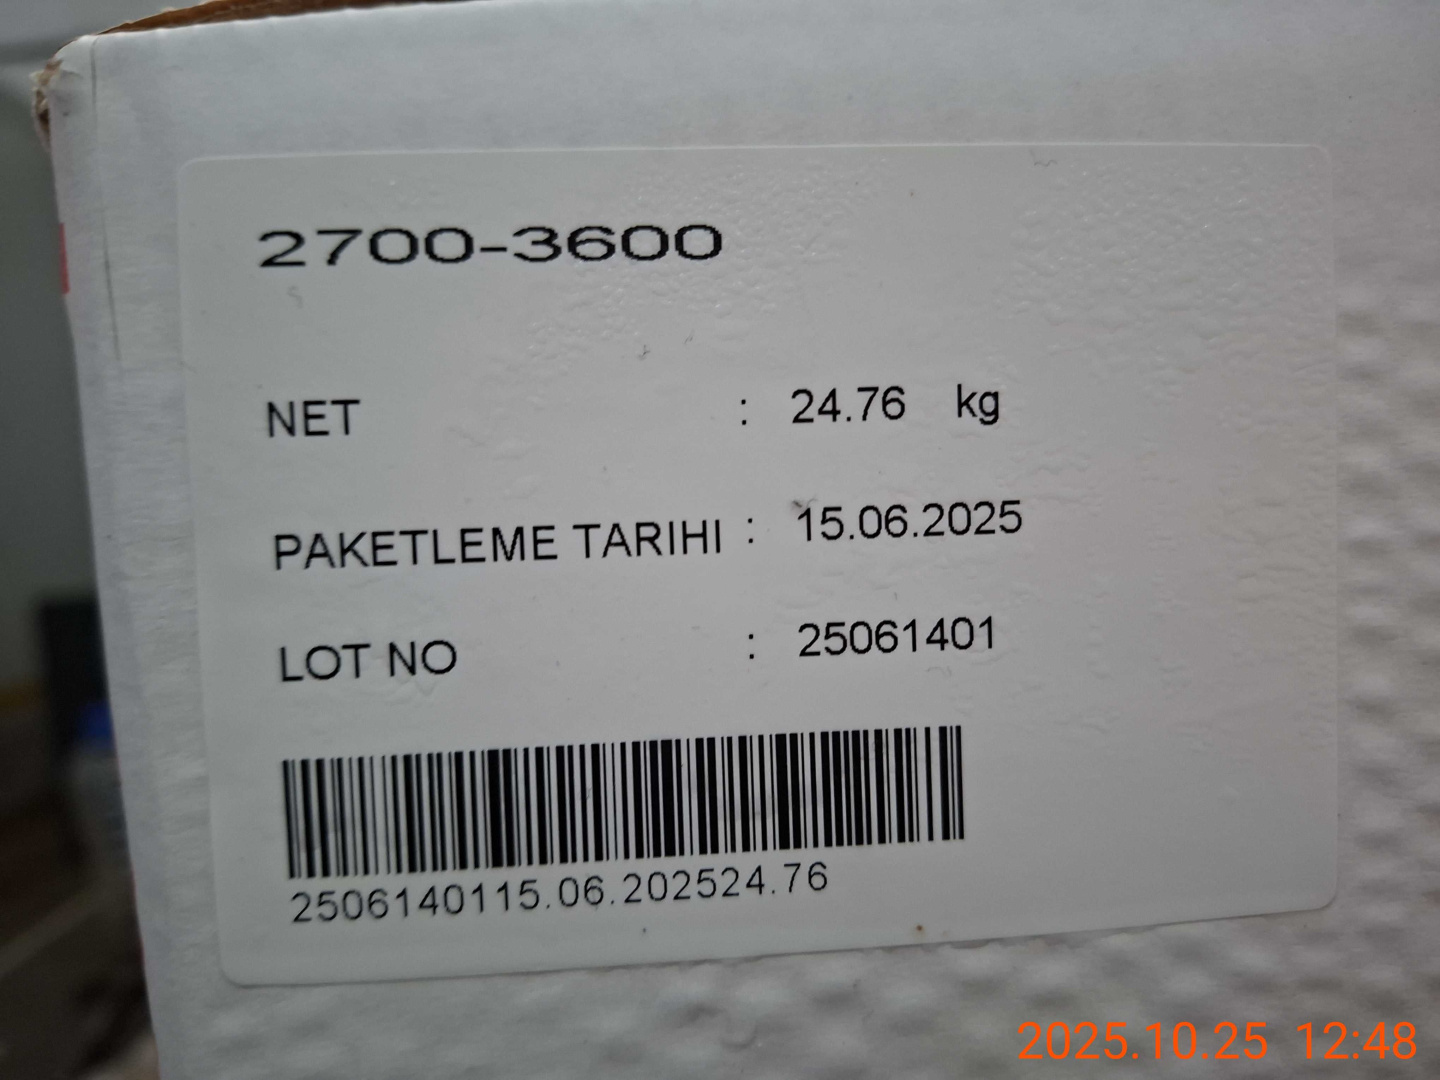 2700-3600
NET : 24.76 kg
PAKETLEME TARIHI : 15.06.2025
LOT NO : 25061401
2506140115.06.202524.76
2025.10.25 12:48